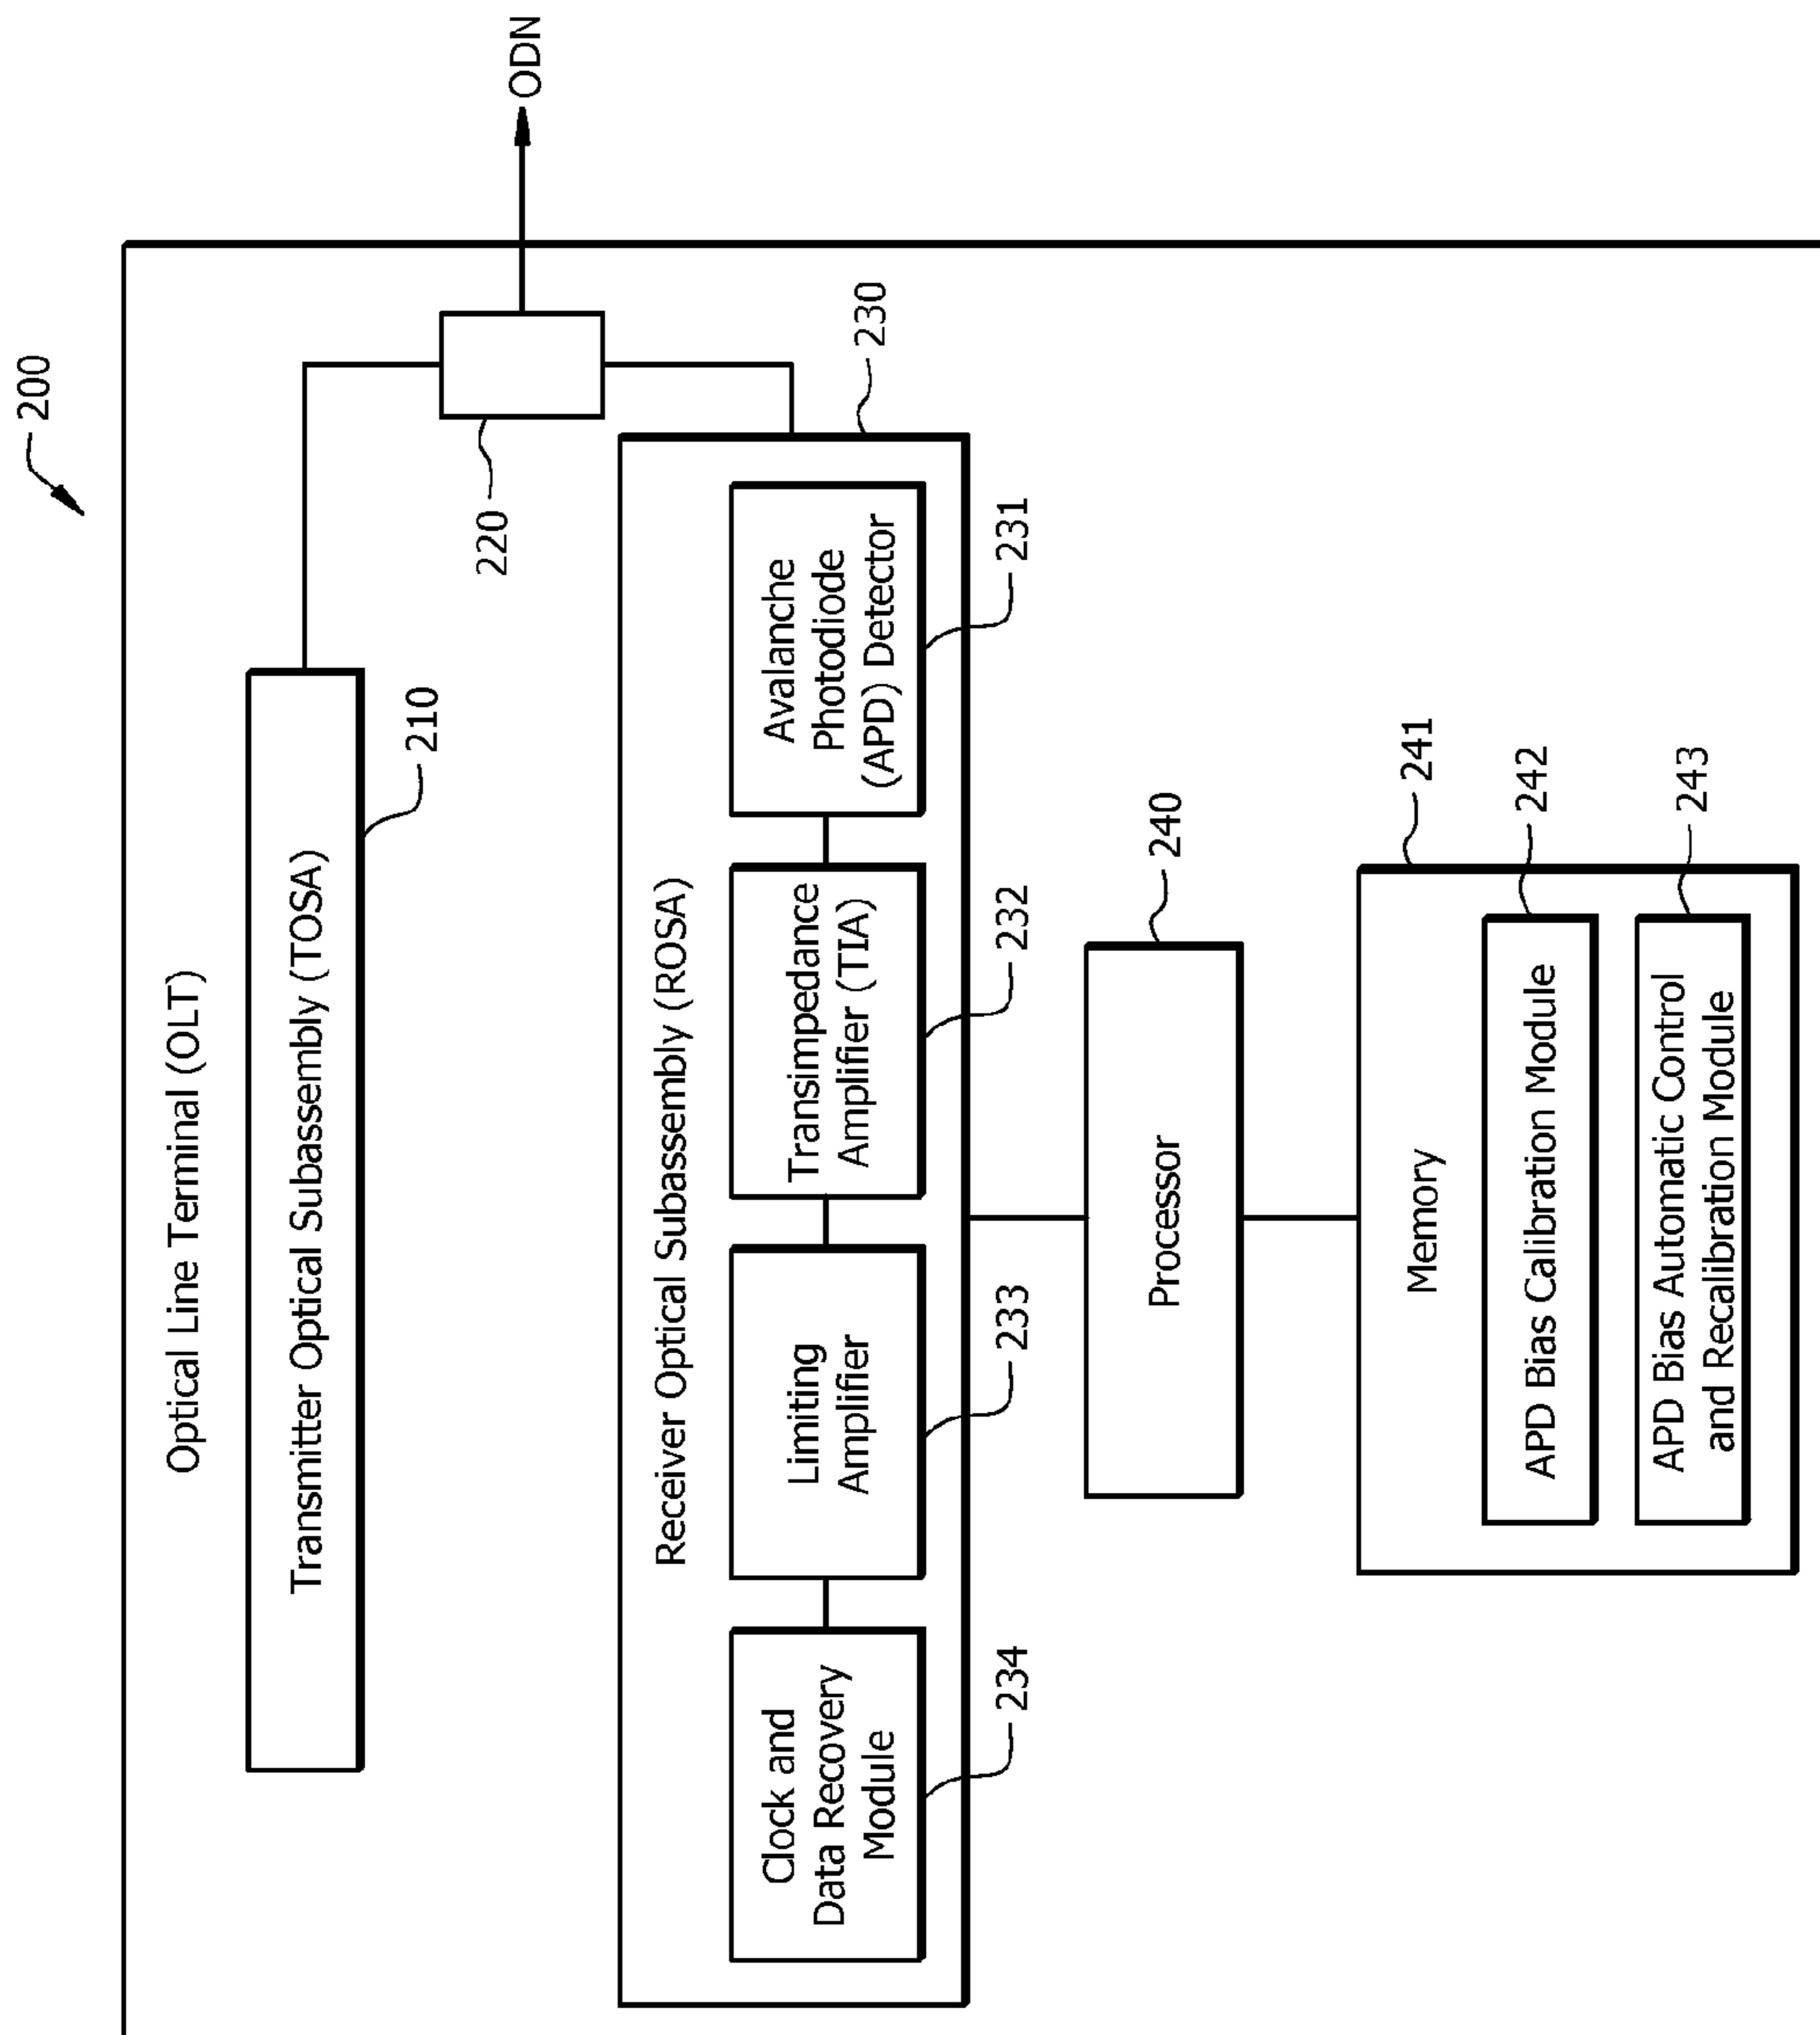 200
Optical Line Terminal (OLT)
Transmitter Optical Subassembly (TOSA)
210
220
ODN
230
Receiver Optical Subassembly (ROSA)
Clock and
Data Recovery
Module
234
Limiting
Amplifier
233
Transimpedance
Amplifier (TIA)
232
Avalanche
Photodiode
(APD) Detector
231
Processor
240
Memory
241
APD Bias Calibration Module
242
APD Bias Automatic Control
and Recalibration Module
243